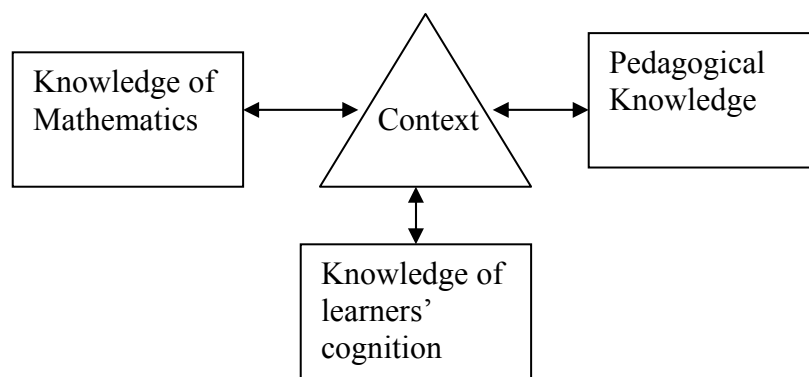 Knowledge of
Mathematics
Context
Pedagogical
Knowledge
Knowledge of
learners’
cognition